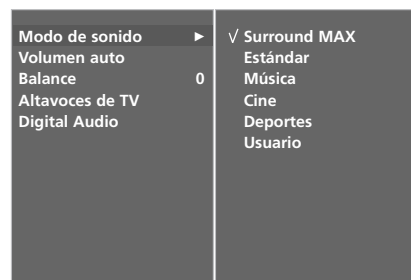 Modo de sonido ►
Volumen auto
Balance 0
Altavoces de TV
Digital Audio
√ Surround MAX
Estándar
Música
Cine
Deportes
Usuario